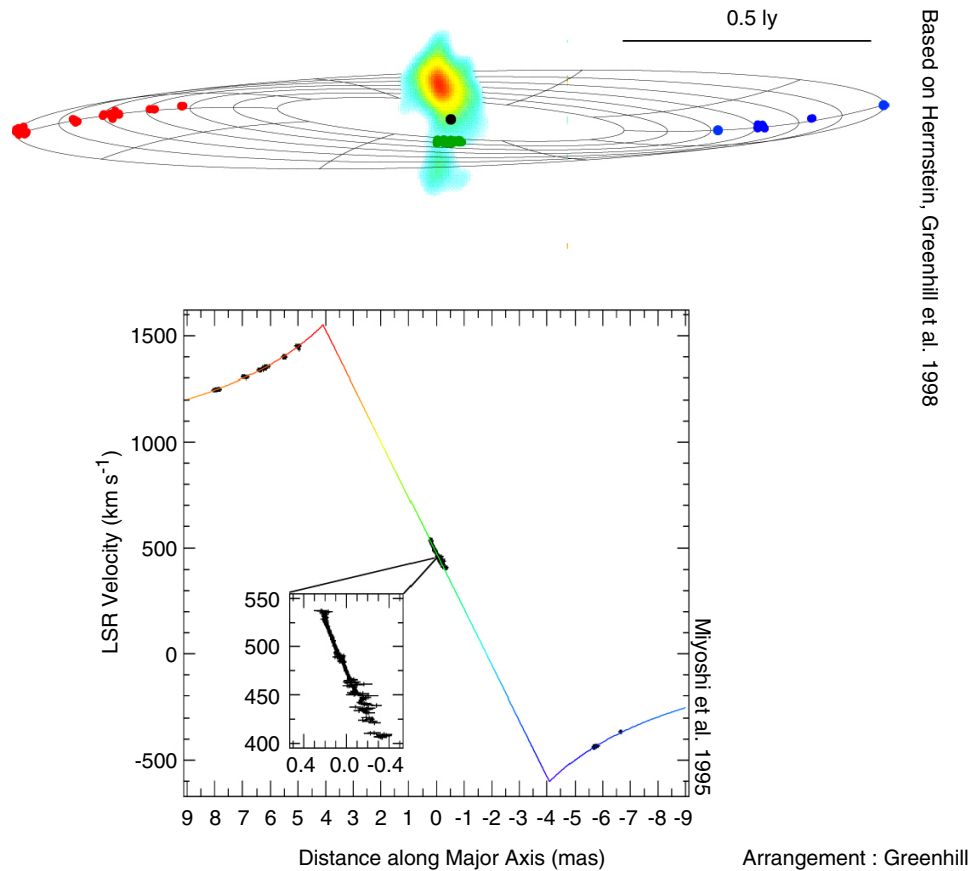 0.5 ly
Based on Herrnstein, Greenhill et al. 1998
1500
1000
500
0
-500
LSR Velocity (km s⁻¹)
550
500
450
400
0.4 0.0 -0.4
Miyoshi et al. 1995
9 8 7 6 5 4 3 2 1 0 -1 -2 -3 -4 -5 -6 -7 -8 -9
Distance along Major Axis (mas)
Arrangement : Greenhill